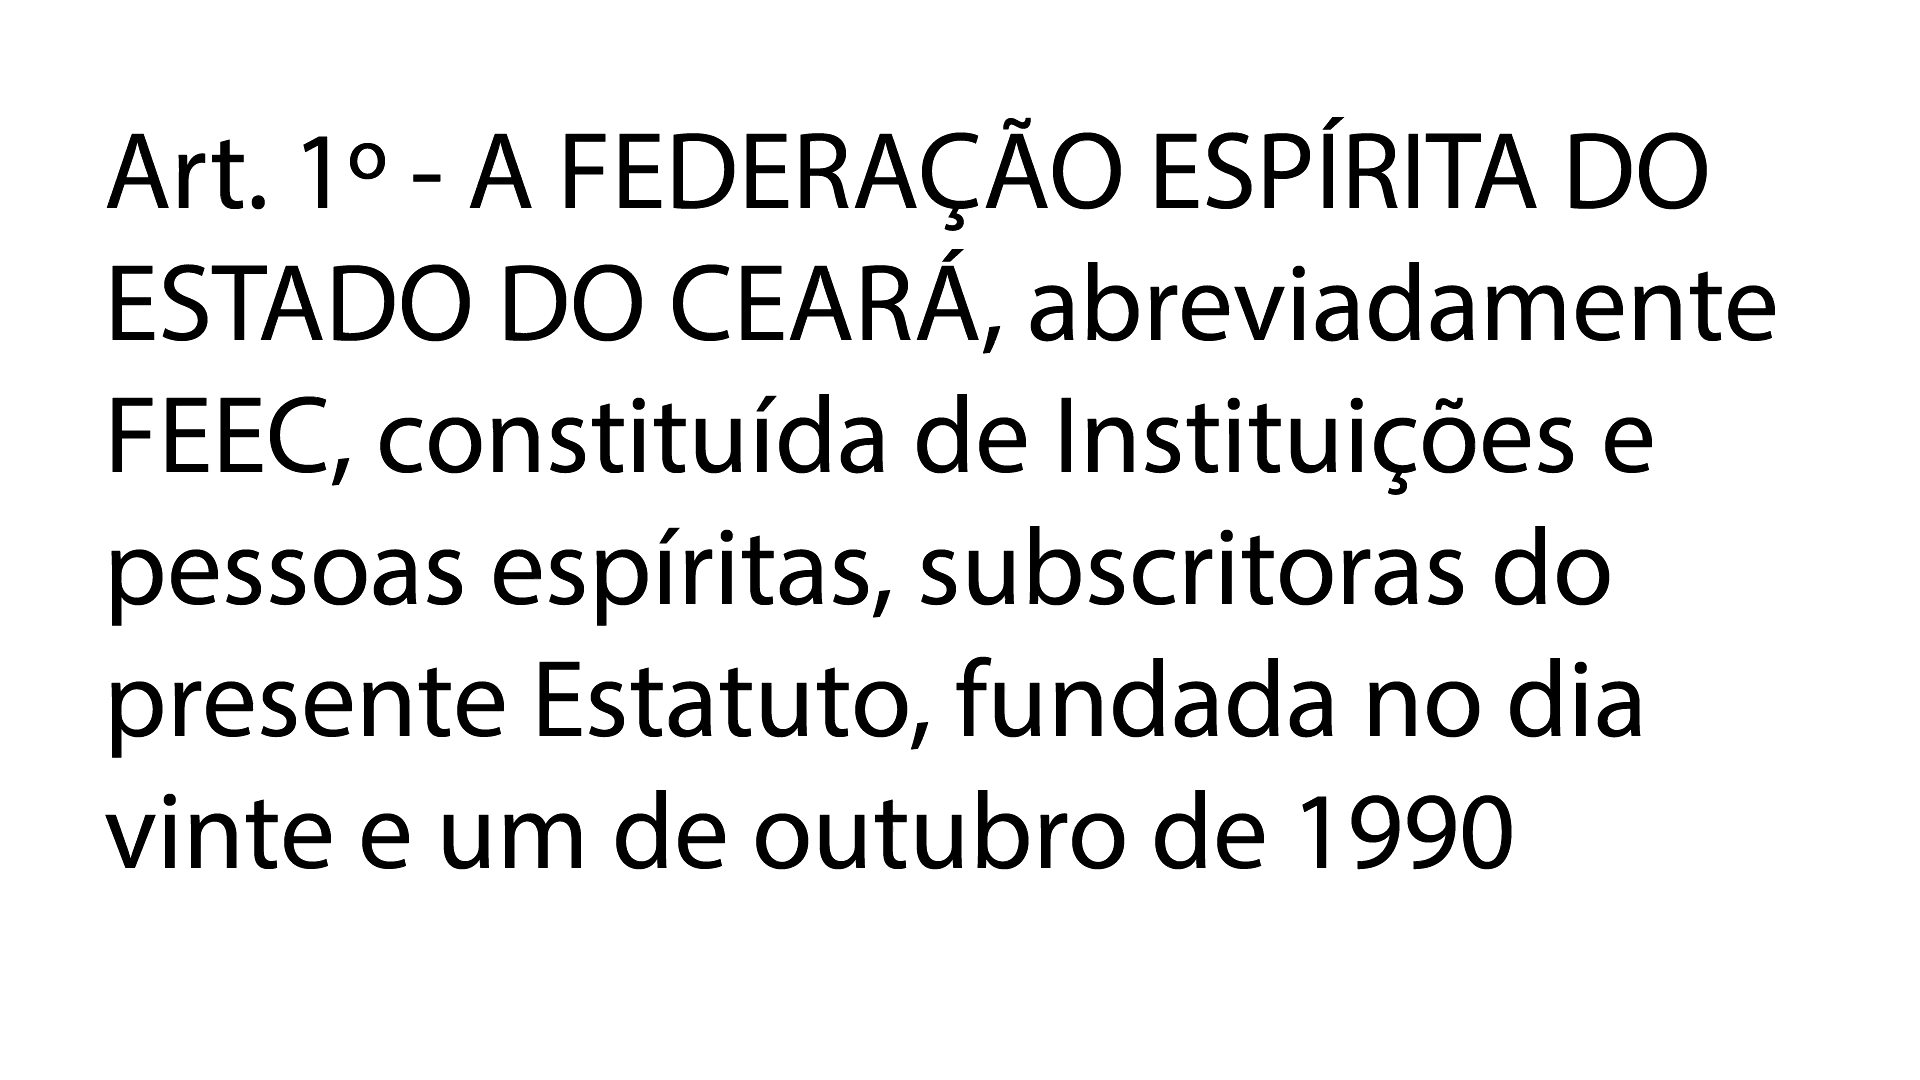 Art. 1º - A FEDERAÇÃO ESPÍRITA DO
ESTADO DO CEARÁ, abreviadamente
FEEC, constituída de Instituições e
pessoas espíritas, subscritoras do
presente Estatuto, fundada no dia
vinte e um de outubro de 1990